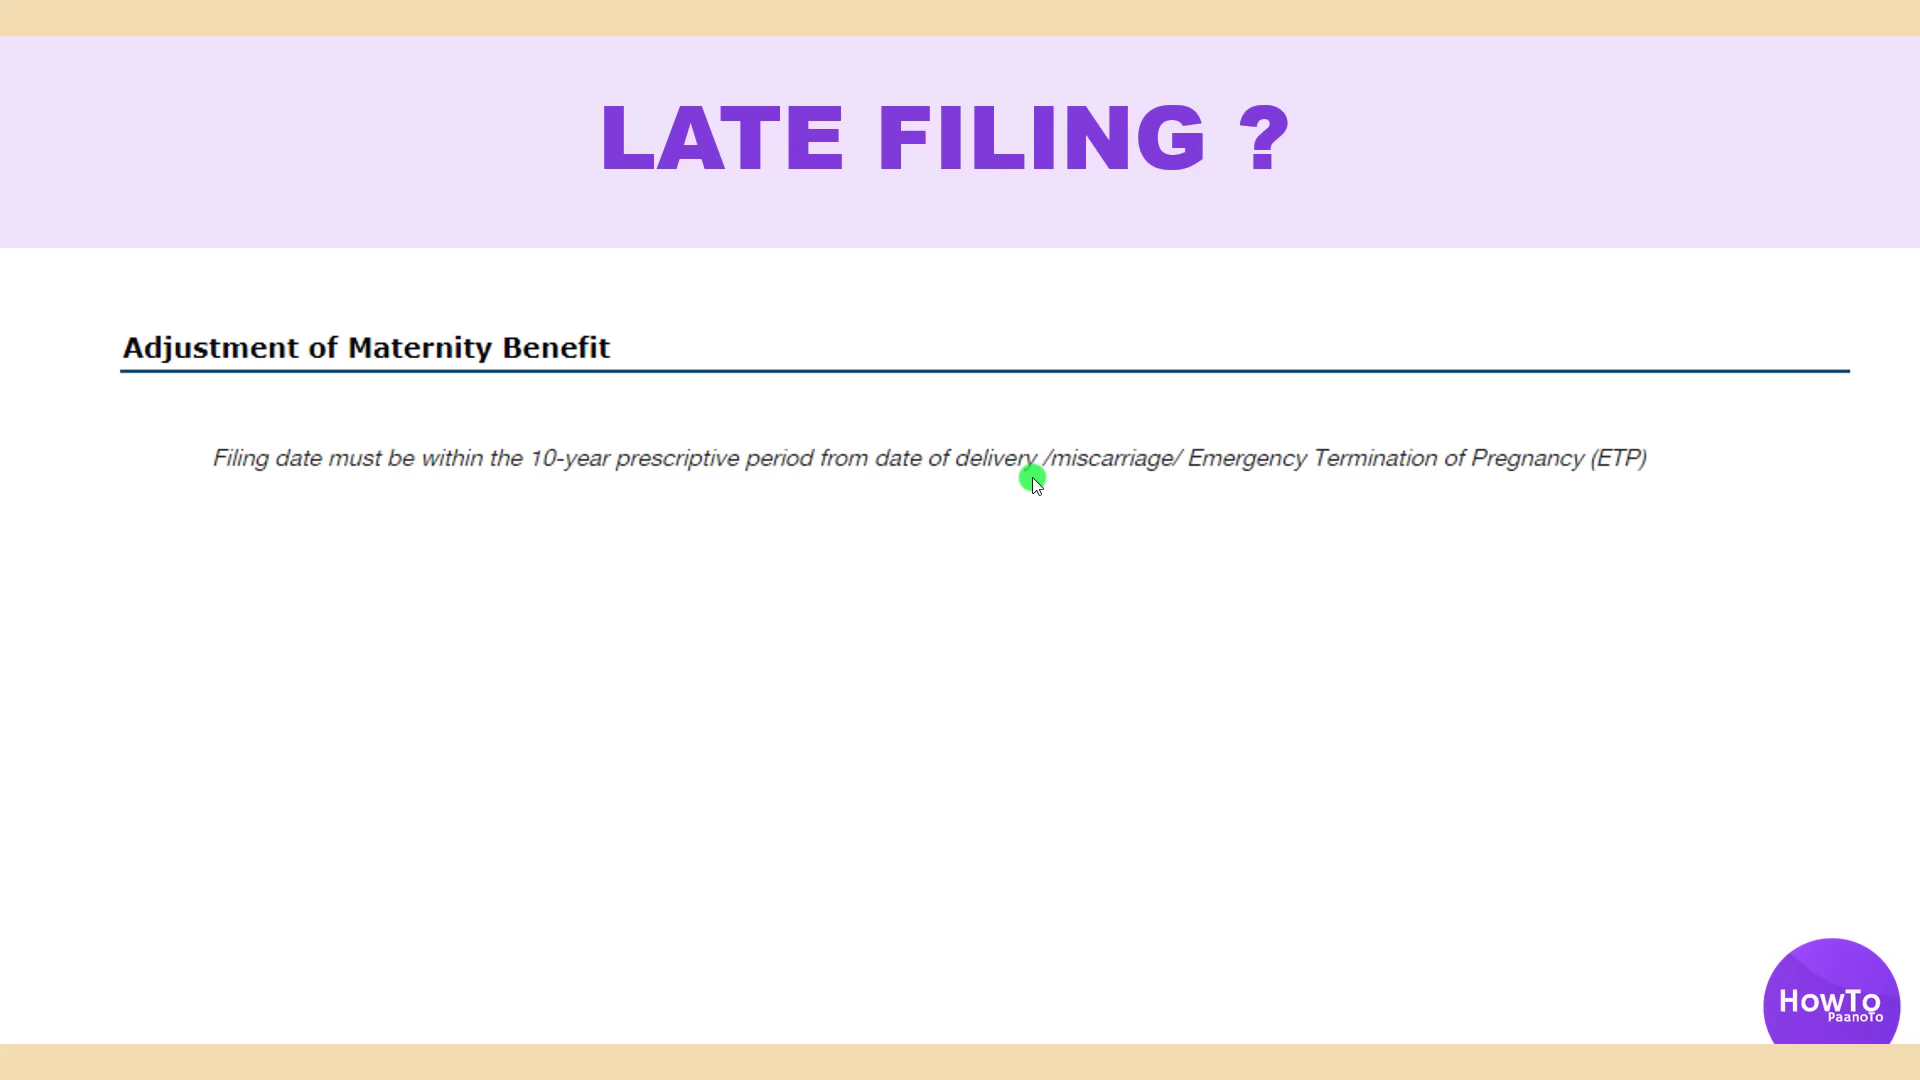 LATE FILING ?
Adjustment of Maternity Benefit
Filing date must be within the 10-year prescriptive period from date of delivery /miscarriage/ Emergency Termination of Pregnancy (ETP)
HowTo
PaanoTo